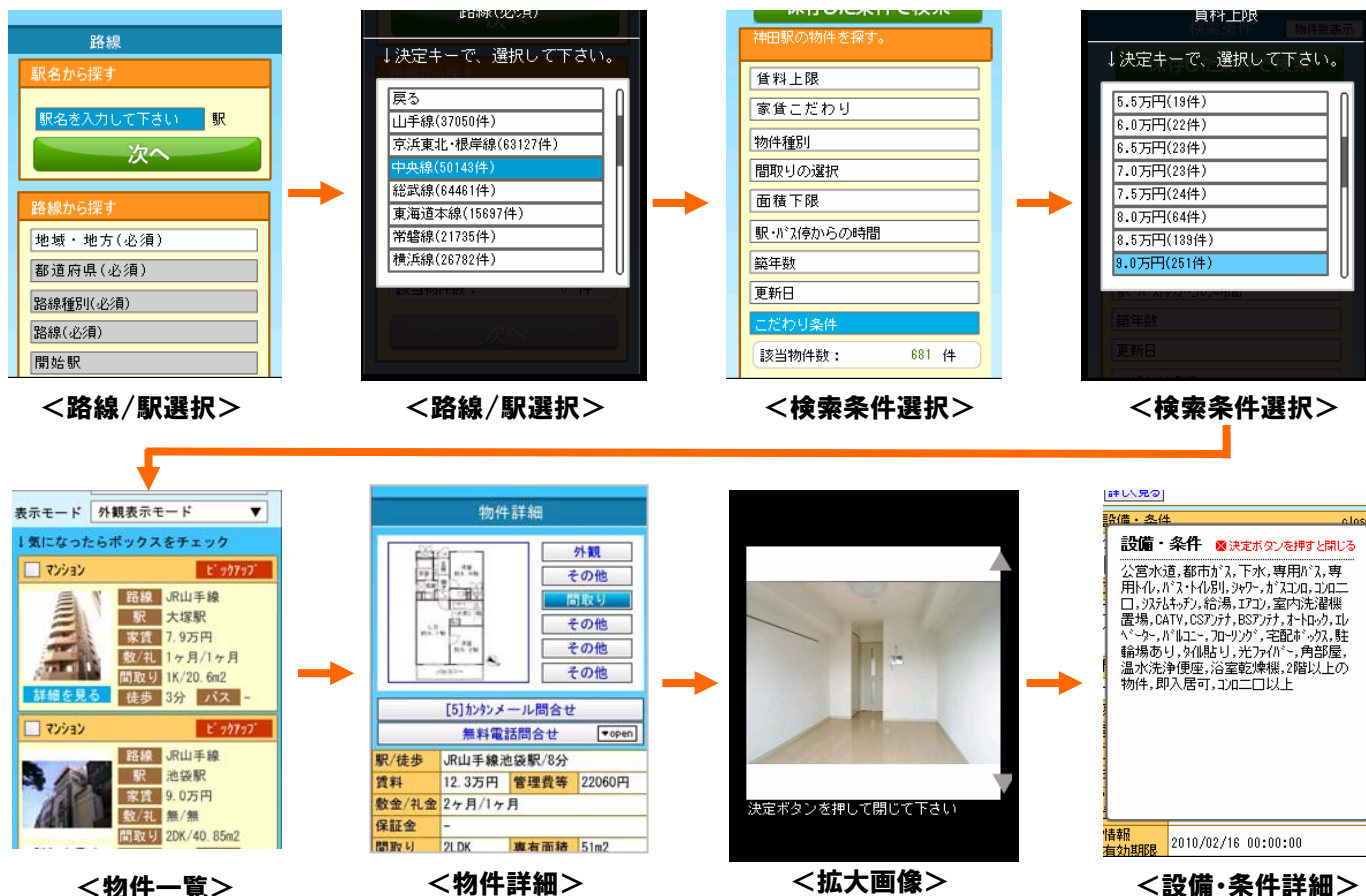 路線
駅名から探す
駅名を入力して下さい 駅
次へ
路線から探す
地域・地方(必須)
都道府県(必須)
路線種別(必須)
路線(必須)
開始駅
<路線/駅選択>
路線(必須)
↓決定キーで、選択して下さい。
戻る
山手線(37050件)
京浜東北・根岸線(63127件)
中央線(50143件)
総武線(64461件)
東海道本線(15697件)
常磐線(21735件)
横浜線(26782件)
次へ
<路線/駅選択>
保存した条件で検索
神田駅の物件を探す。
賃料上限
家賃こだわり
物件種別
間取りの選択
面積下限
駅・バス停からの時間
築年数
更新日
こだわり条件
該当物件数: 681 件
<検索条件選択>
賃料上限
物件数表示
↓決定キーで、選択して下さい。
5.5万円(19件)
6.0万円(22件)
6.5万円(23件)
7.0万円(23件)
7.5万円(24件)
8.0万円(64件)
8.5万円(139件)
9.0万円(251件)
築年数
更新日
<検索条件選択>
表示モード 外観表示モード ▼
↓気になったらボックスをチェック
マンション ピックアップ
路線 JR山手線
駅 大塚駅
家賃 7.9万円
敷/礼 1ヶ月/1ヶ月
間取り 1K/20.6m2
詳細を見る 徒歩 3分 バス -
マンション ピックアップ
路線 JR山手線
駅 池袋駅
家賃 9.0万円
敷/礼 無/無
間取り 2DK/40.85m2
<物件一覧>
物件詳細
外観
その他
間取り
その他
その他
その他
[5]カンタンメール問合せ
無料電話問合せ ▼open
駅/徒歩 JR山手線池袋駅/8分
賃料 12.3万円 管理費等 22060円
敷金/礼金 2ヶ月/1ヶ月
保証金 -
間取り 2LDK 専有面積 51m2
<物件詳細>
決定ボタンを押して閉じて下さい
<拡大画像>
詳しく見る
設備・条件 close
設備・条件 決定ボタンを押すと閉じる
公営水道,都市ガス,下水,専用バス,専
用トイレ,バス・トイレ別,シャワー,ガスコンロ,コンロ二
口,システムキッチン,給湯,エアコン,室内洗濯機
置場,CATV,CSアンテナ,BSアンテナ,オートロック,エレ
ベーター,バルコニー,フローリング,宅配ボックス,駐
輪場あり,タイル貼り,光ファイバー,角部屋,
温水洗浄便座,浴室乾燥機,2階以上の
物件,即入居可,コンロ二口以上
情報
有効期限 2010/02/16 00:00:00
<設備・条件詳細>